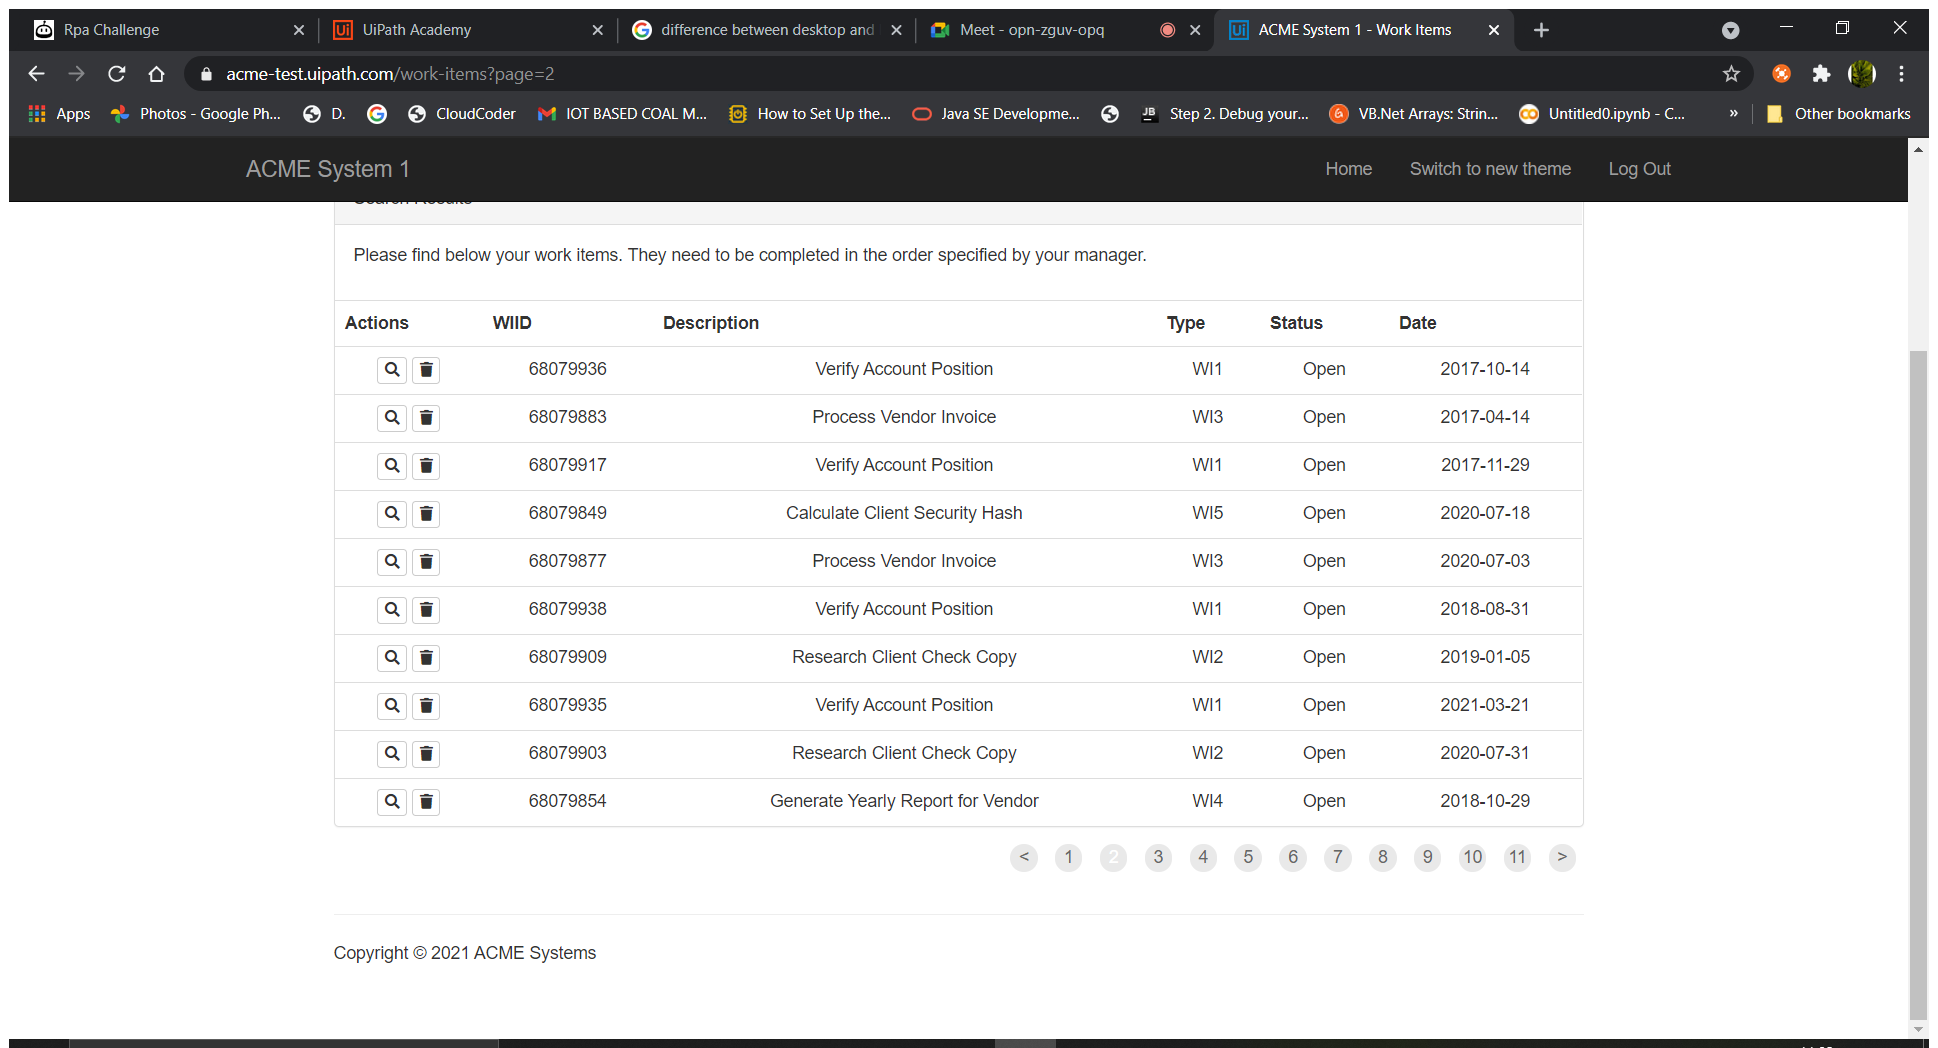 Rpa Challenge UiPath Academy difference between desktop and Meet - opn-zguv-opq ACME System 1 - Work Items
acme-test.uipath.com/work-items?page=2
Apps Photos - Google Ph... D. CloudCoder IOT BASED COAL M... How to Set Up the... Java SE Developme... Step 2. Debug your... VB.Net Arrays: Strin... Untitled0.ipynb - C... » Other bookmarks
ACME System 1 Home Switch to new theme Log Out
Please find below your work items. They need to be completed in the order specified by your manager.
Actions WIID Description Type Status Date
68079936 Verify Account Position WI1 Open 2017-10-14
68079883 Process Vendor Invoice WI3 Open 2017-04-14
68079917 Verify Account Position WI1 Open 2017-11-29
68079849 Calculate Client Security Hash WI5 Open 2020-07-18
68079877 Process Vendor Invoice WI3 Open 2020-07-03
68079938 Verify Account Position WI1 Open 2018-08-31
68079909 Research Client Check Copy WI2 Open 2019-01-05
68079935 Verify Account Position WI1 Open 2021-03-21
68079903 Research Client Check Copy WI2 Open 2020-07-31
68079854 Generate Yearly Report for Vendor WI4 Open 2018-10-29
< 1 2 3 4 5 6 7 8 9 10 11 >
Copyright © 2021 ACME Systems